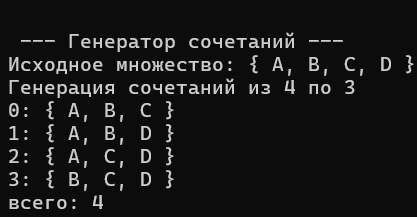 --- Генератор сочетаний ---
Исходное множество: { A, B, C, D }
Генерация сочетаний из 4 по 3
0: { A, B, C }
1: { A, B, D }
2: { A, C, D }
3: { B, C, D }
всего: 4